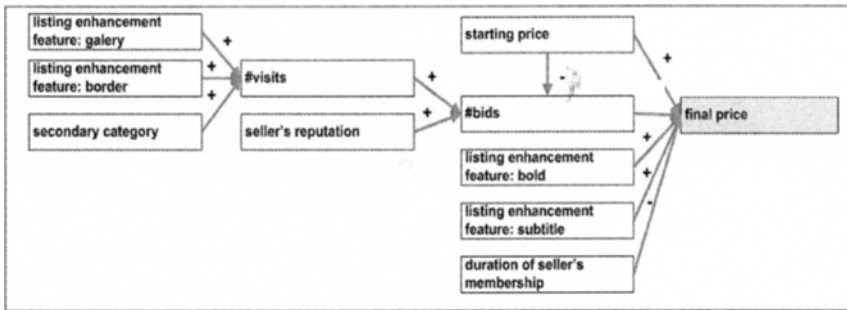 listing enhancement
feature: galery
+
listing enhancement
feature: border
+
+
secondary category
#visits
seller's reputation
+
+
starting price
-
#bids
listing enhancement
feature: bold
listing enhancement
feature: subtitle
duration of seller's
membership
+
+
+
-
final price